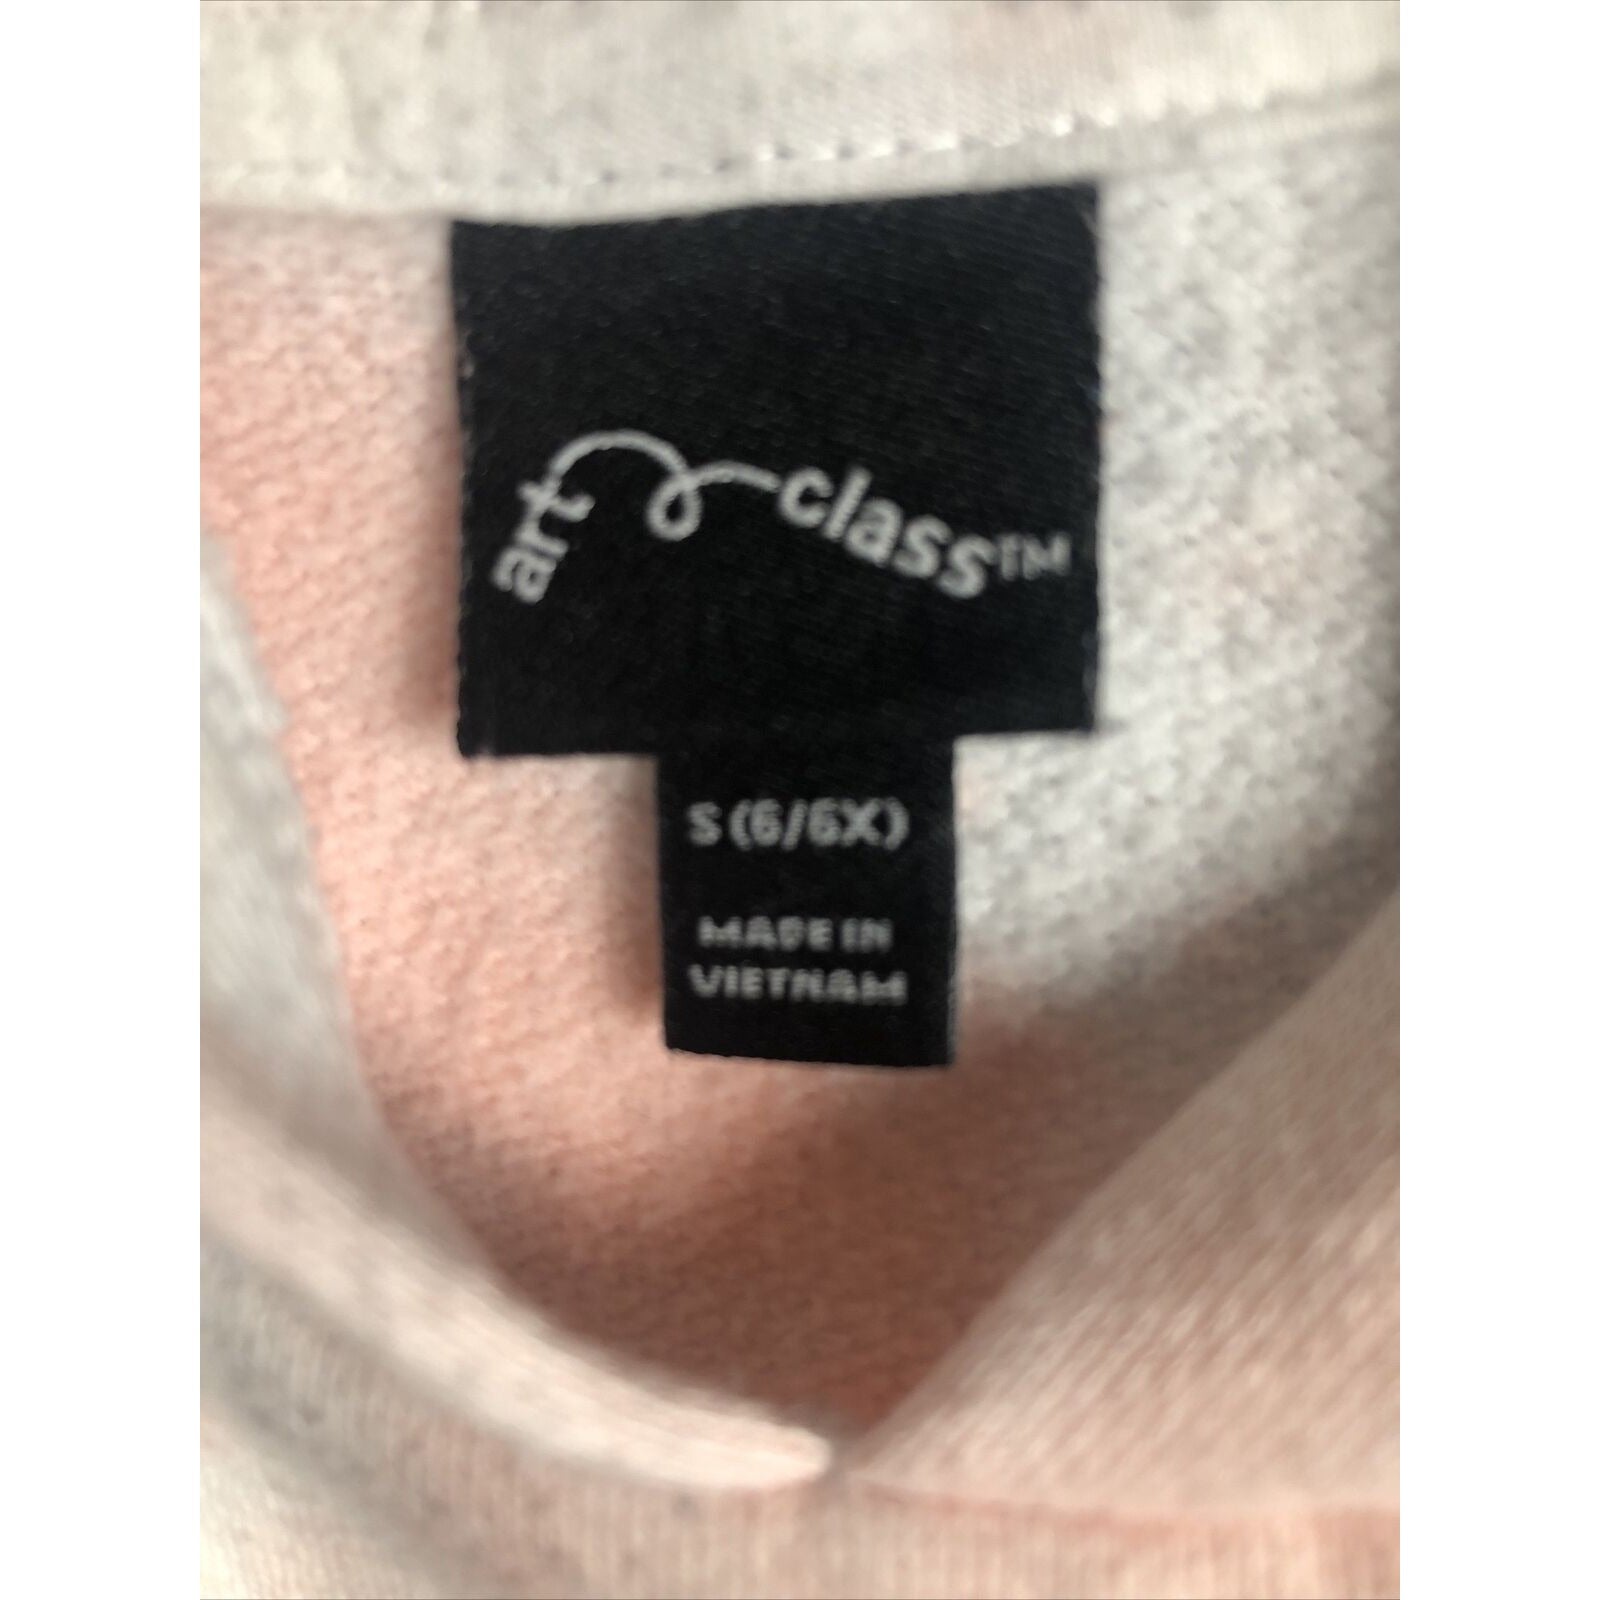 art class™
S (6/6X)
MADE IN
VIETNAM